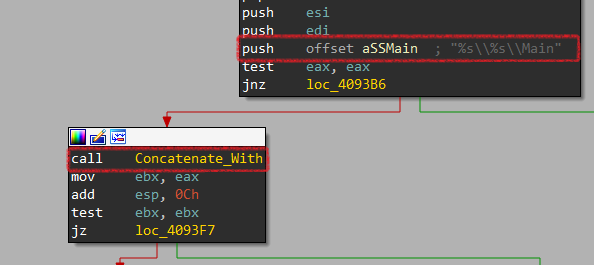 push esi
push edi
push offset aSSMain ; "%s\\%s\\Main"
test eax, eax
jnz loc_4093B6
call Concatenate_With
mov ebx, eax
add esp, 0Ch
test ebx, ebx
jz loc_4093F7